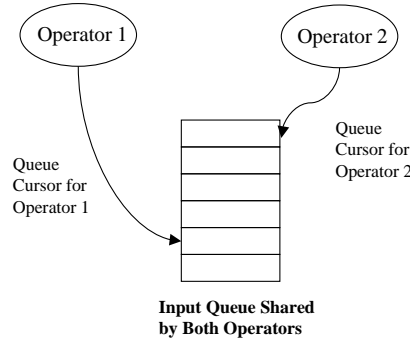 Operator 1
Operator 2
Queue
Cursor for
Operator 1
Queue
Cursor for
Operator 2
Input Queue Shared
by Both Operators